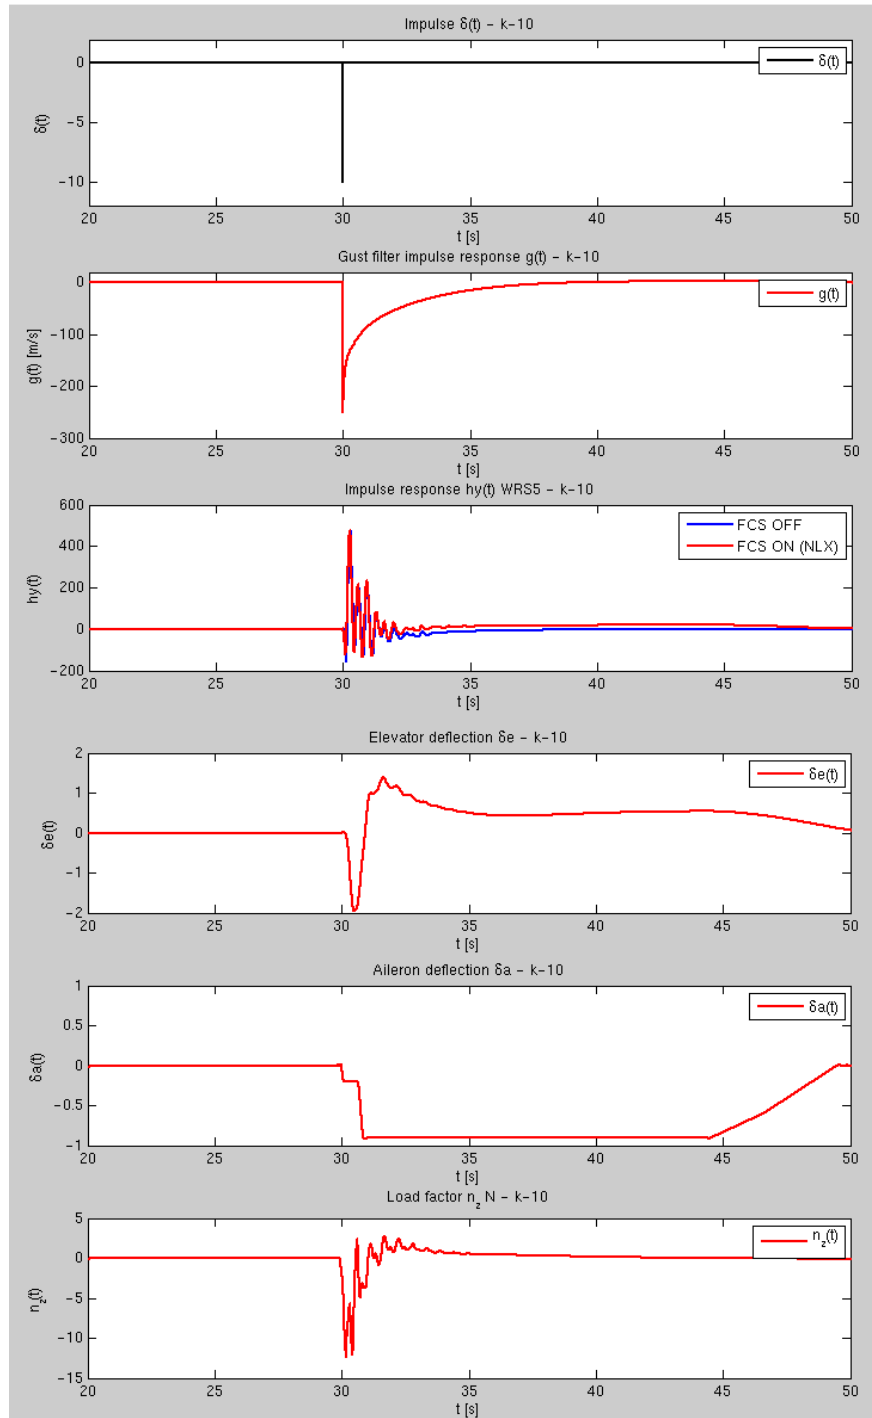 Impulse δ(t) − k−10
δ(t)
0
−5
−10
δ(t)
20 25 30 35 40 45 50
t [s]
Gust filter impulse response g(t) − k−10
g(t)
0
−100
−200
−300
g(t) [m/s]
20 25 30 35 40 45 50
t [s]
Impulse response hy(t) WRS5 − k−10
FCS OFF
FCS ON (NLX)
600
400
200
0
−200
hy(t)
20 25 30 35 40 45 50
t [s]
Elevator deflection δe − k−10
δe(t)
2
1
0
−1
−2
δe(t)
20 25 30 35 40 45 50
t [s]
Aileron deflection δa − k−10
δa(t)
1
0.5
0
−0.5
−1
δa(t)
20 25 30 35 40 45 50
t [s]
Load factor n_z N − k−10
n_z(t)
5
0
−5
−10
−15
n_z(t)
20 25 30 35 40 45 50
t [s]